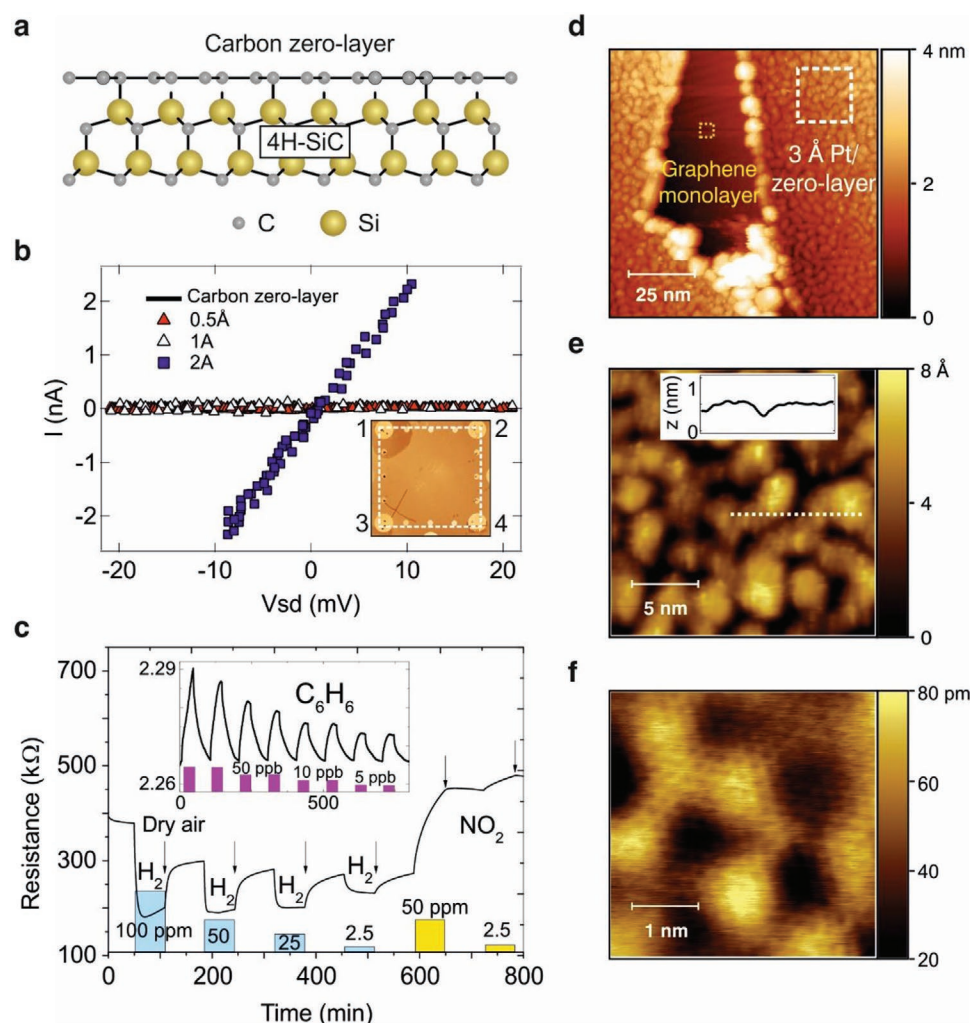 a
Carbon zero-layer
4H-SiC
C Si
b
2
1
0
-1
-2
I (nA)
Carbon zero-layer
0.5Å
1A
2A
1 2
3 4
-20 -10 0 10 20
Vsd (mV)
c
750
600
450
300
100
Resistance (kΩ)
2.29
2.26
C6H6
50 ppb 10 ppb 5 ppb
0 500
Dry air
H2 H2 H2 H2
NO2
100 ppm 50 25 2.5
50 ppm 2.5
0 200 400 600 800
Time (min)
d
4 nm
2
0
Graphene
monolayer
3 Å Pt/
zero-layer
25 nm
e
8 Å
4
0
z (nm)
1
0
5 nm
f
80 pm
60
40
20
1 nm